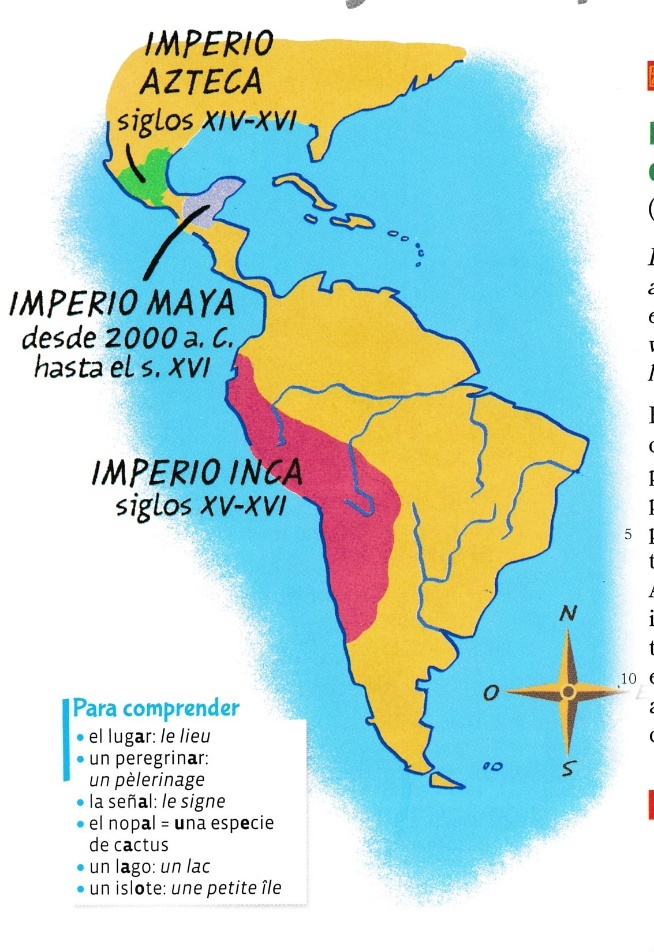 IMPERIO
AZTECA
siglos XIV-XVI
IMPERIO MAYA
desde 2000 a. C.
hasta el s. XVI
IMPERIO INCA
siglos XV-XVI
5
10
N
O
E
S
Para comprender
• el lugar: le lieu
• un peregrinar:
un pèlerinage
• la señal: le signe
• el nopal = una especie
de cactus
• un lago: un lac
• un islote: une petite île